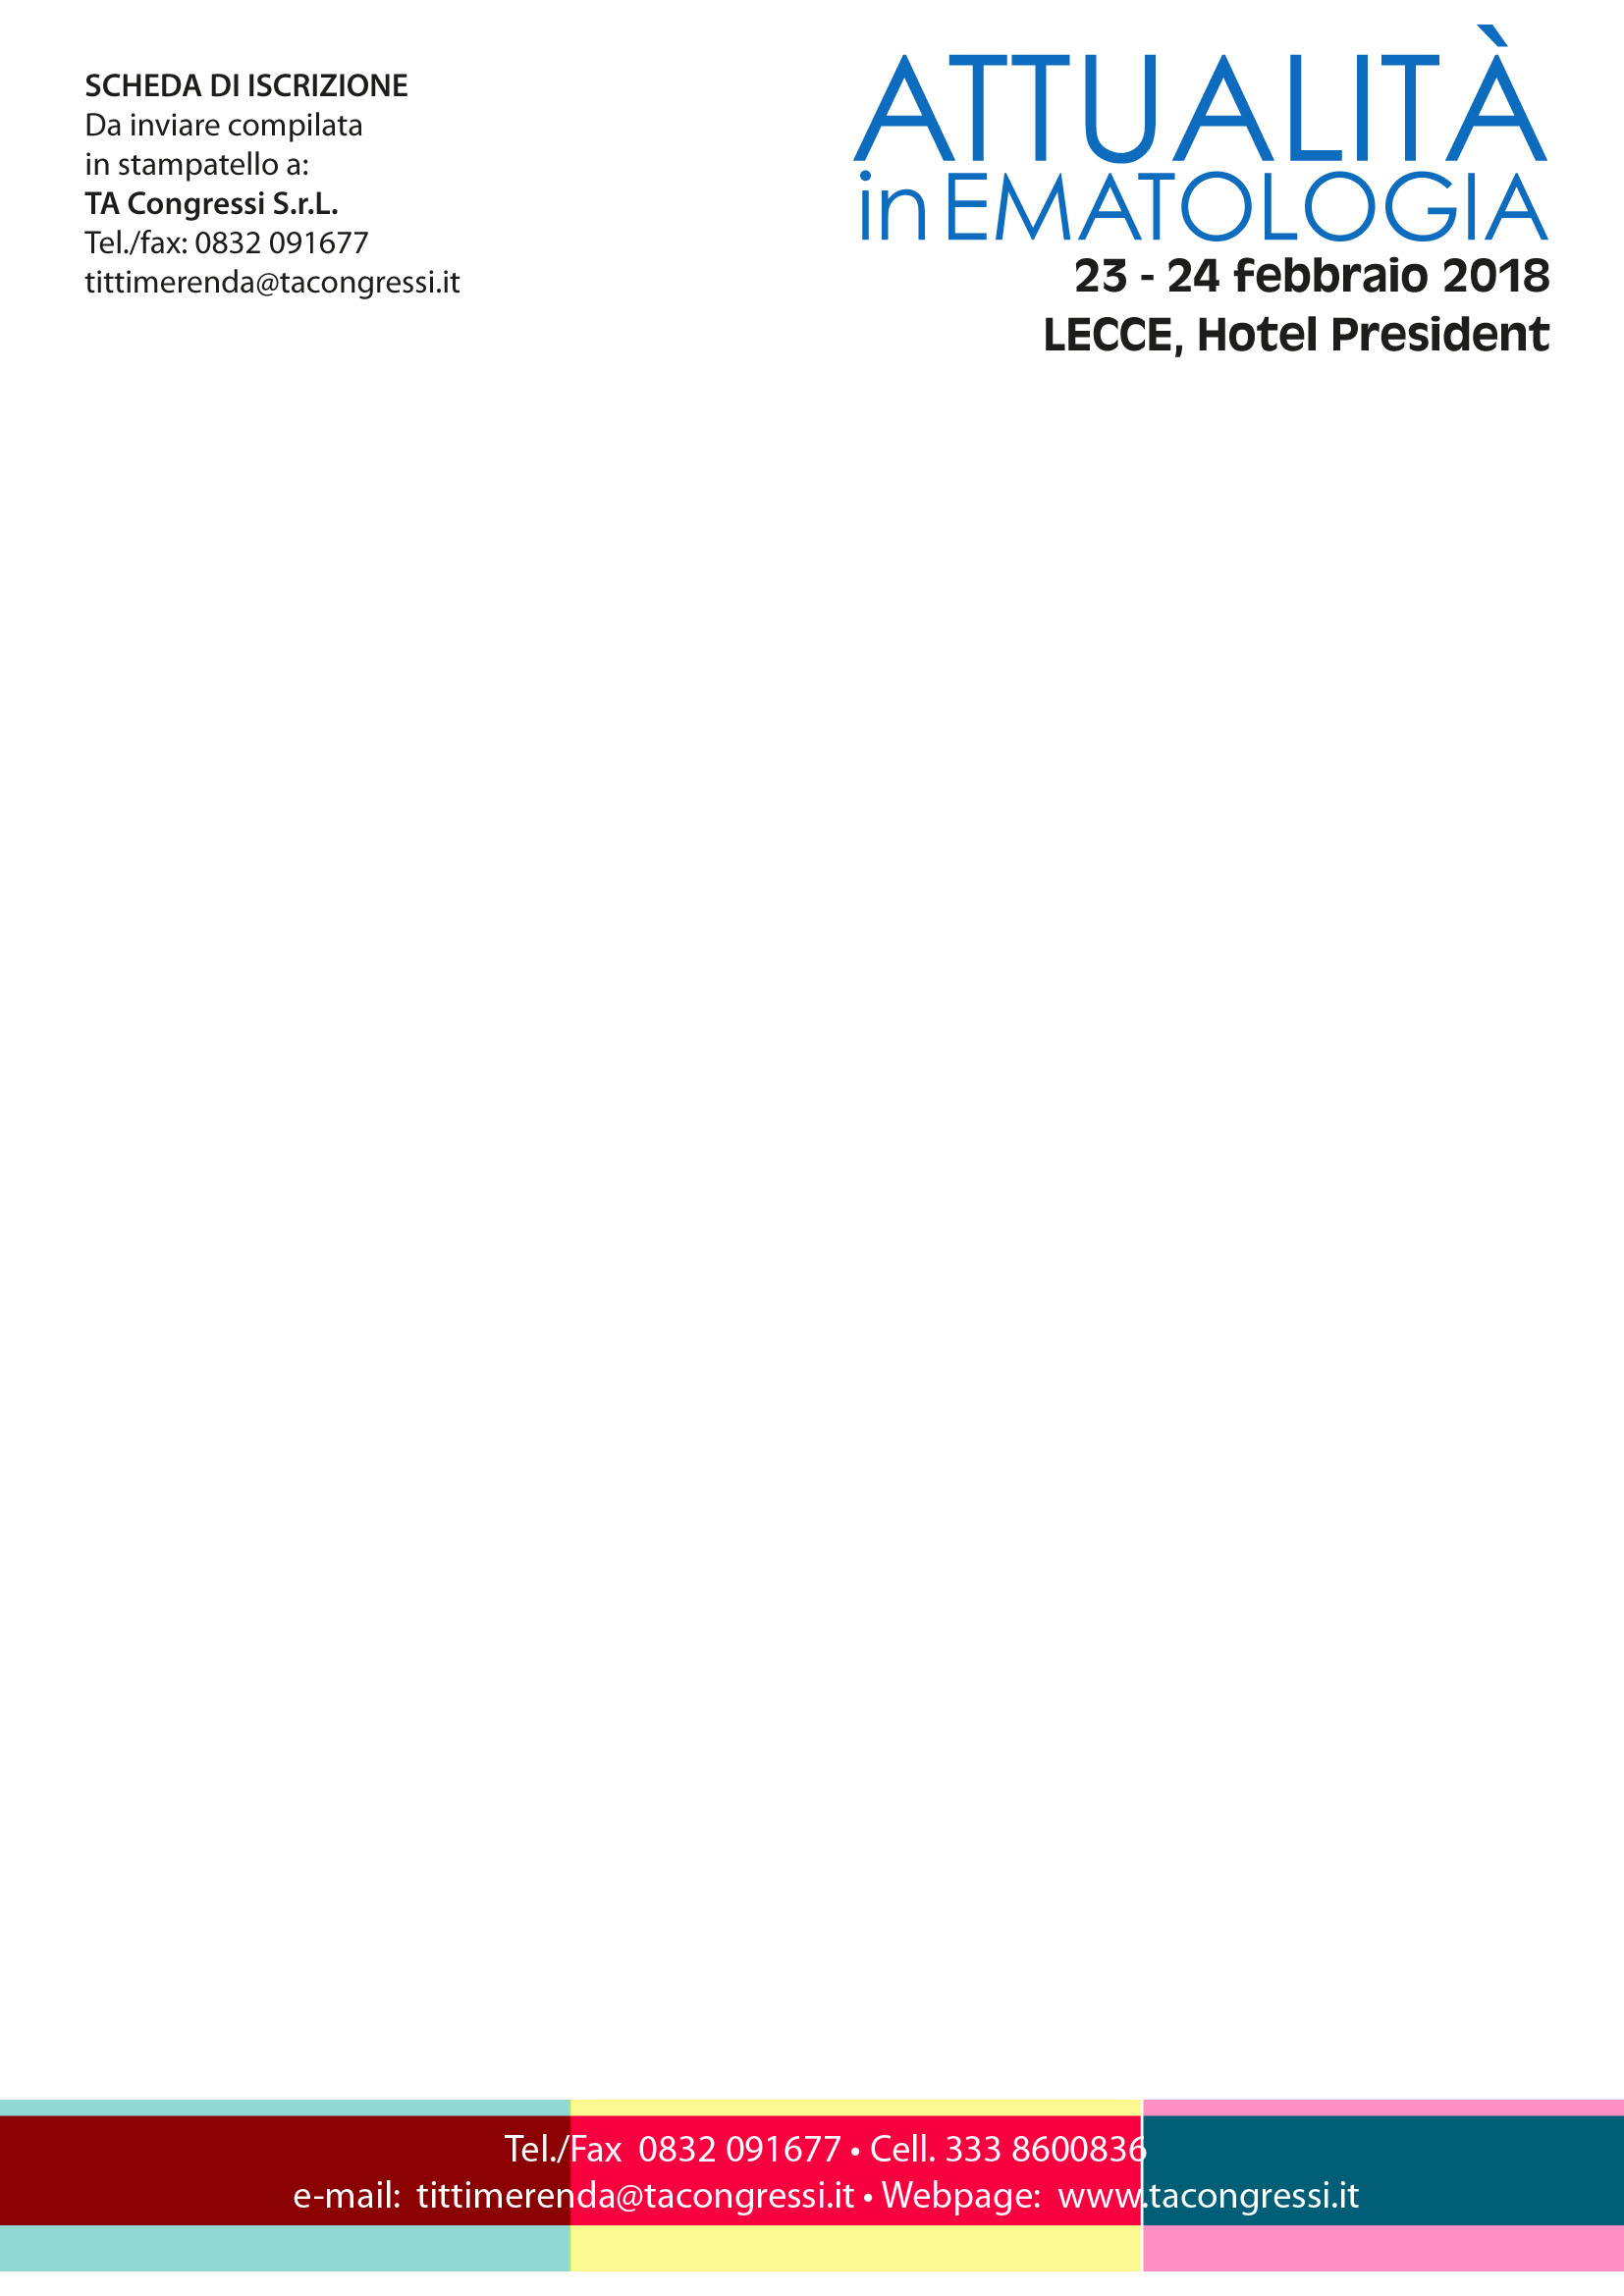 SCHEDA DI ISCRIZIONE
Da inviare compilata
in stampatello a:
TA Congressi S.r.L.
Tel./fax: 0832 091677
tittimerenda@tacongressi.it
ATTUALITÀ
in EMATOLOGIA
23 - 24 febbraio 2018
LECCE, Hotel President
Tel./Fax 0832 091677 • Cell. 333 8600836
e-mail: tittimerenda@tacongressi.it • Webpage: www.tacongressi.it